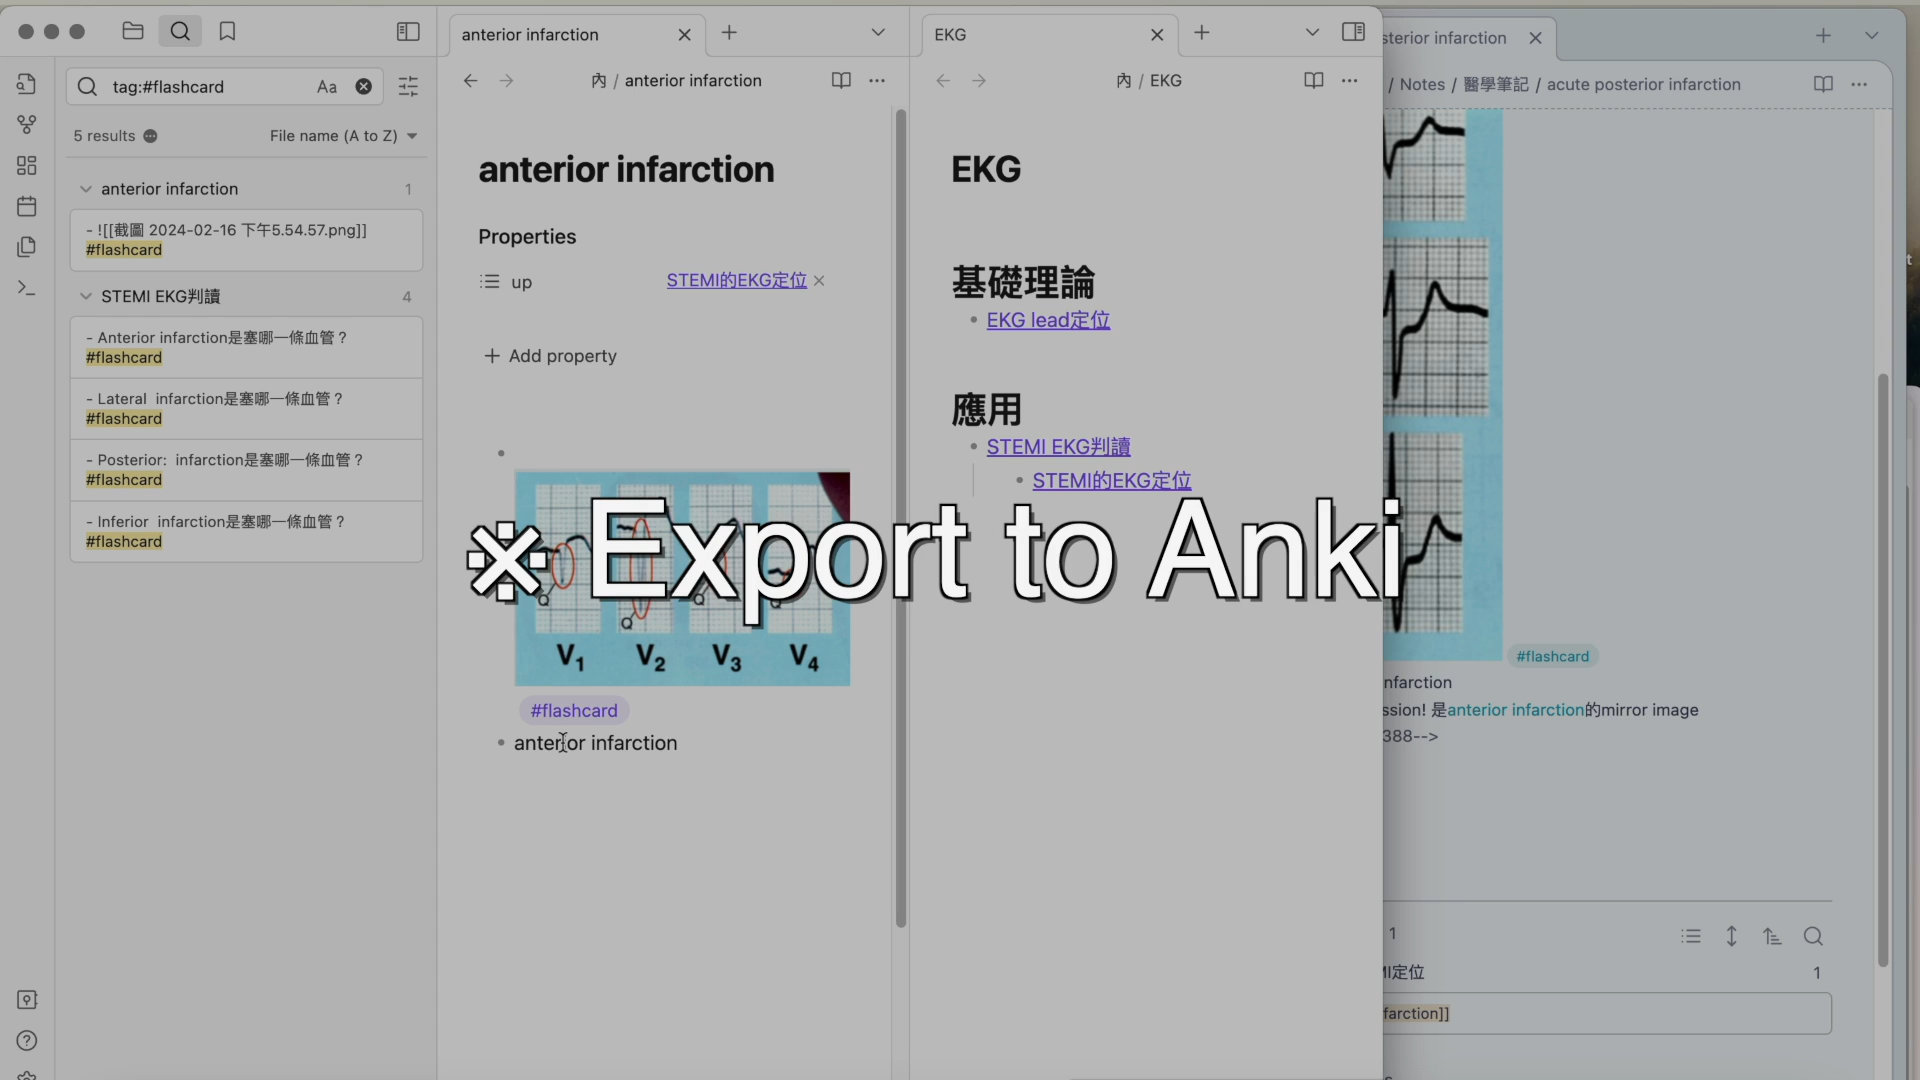 anterior infarction
EKG
sterior infarction
tag:#flashcard
Aa
內 / anterior infarction
內 / EKG
/ Notes / 醫學筆記 / acute posterior infarction
5 results
File name (A to Z)
anterior infarction
1
- ![[截圖 2024-02-16 下午5.54.57.png]]
#flashcard
STEMI EKG判讀
4
- Anterior infarction是塞哪一條血管？
#flashcard
- Lateral  infarction是塞哪一條血管？
#flashcard
- Posterior:  infarction是塞哪一條血管？
#flashcard
- Inferior  infarction是塞哪一條血管？
#flashcard
anterior infarction
Properties
up
STEMI的EKG定位
Add property
Q
Q
Q
V1 V2 V3 V4
#flashcard
anterior infarction
EKG
基礎理論
EKG lead定位
應用
STEMI EKG判讀
STEMI的EKG定位
※ Export to Anki
#flashcard
nfarction
ssion! 是anterior infarction的mirror image
388-->
1
MI定位
1
farction]]